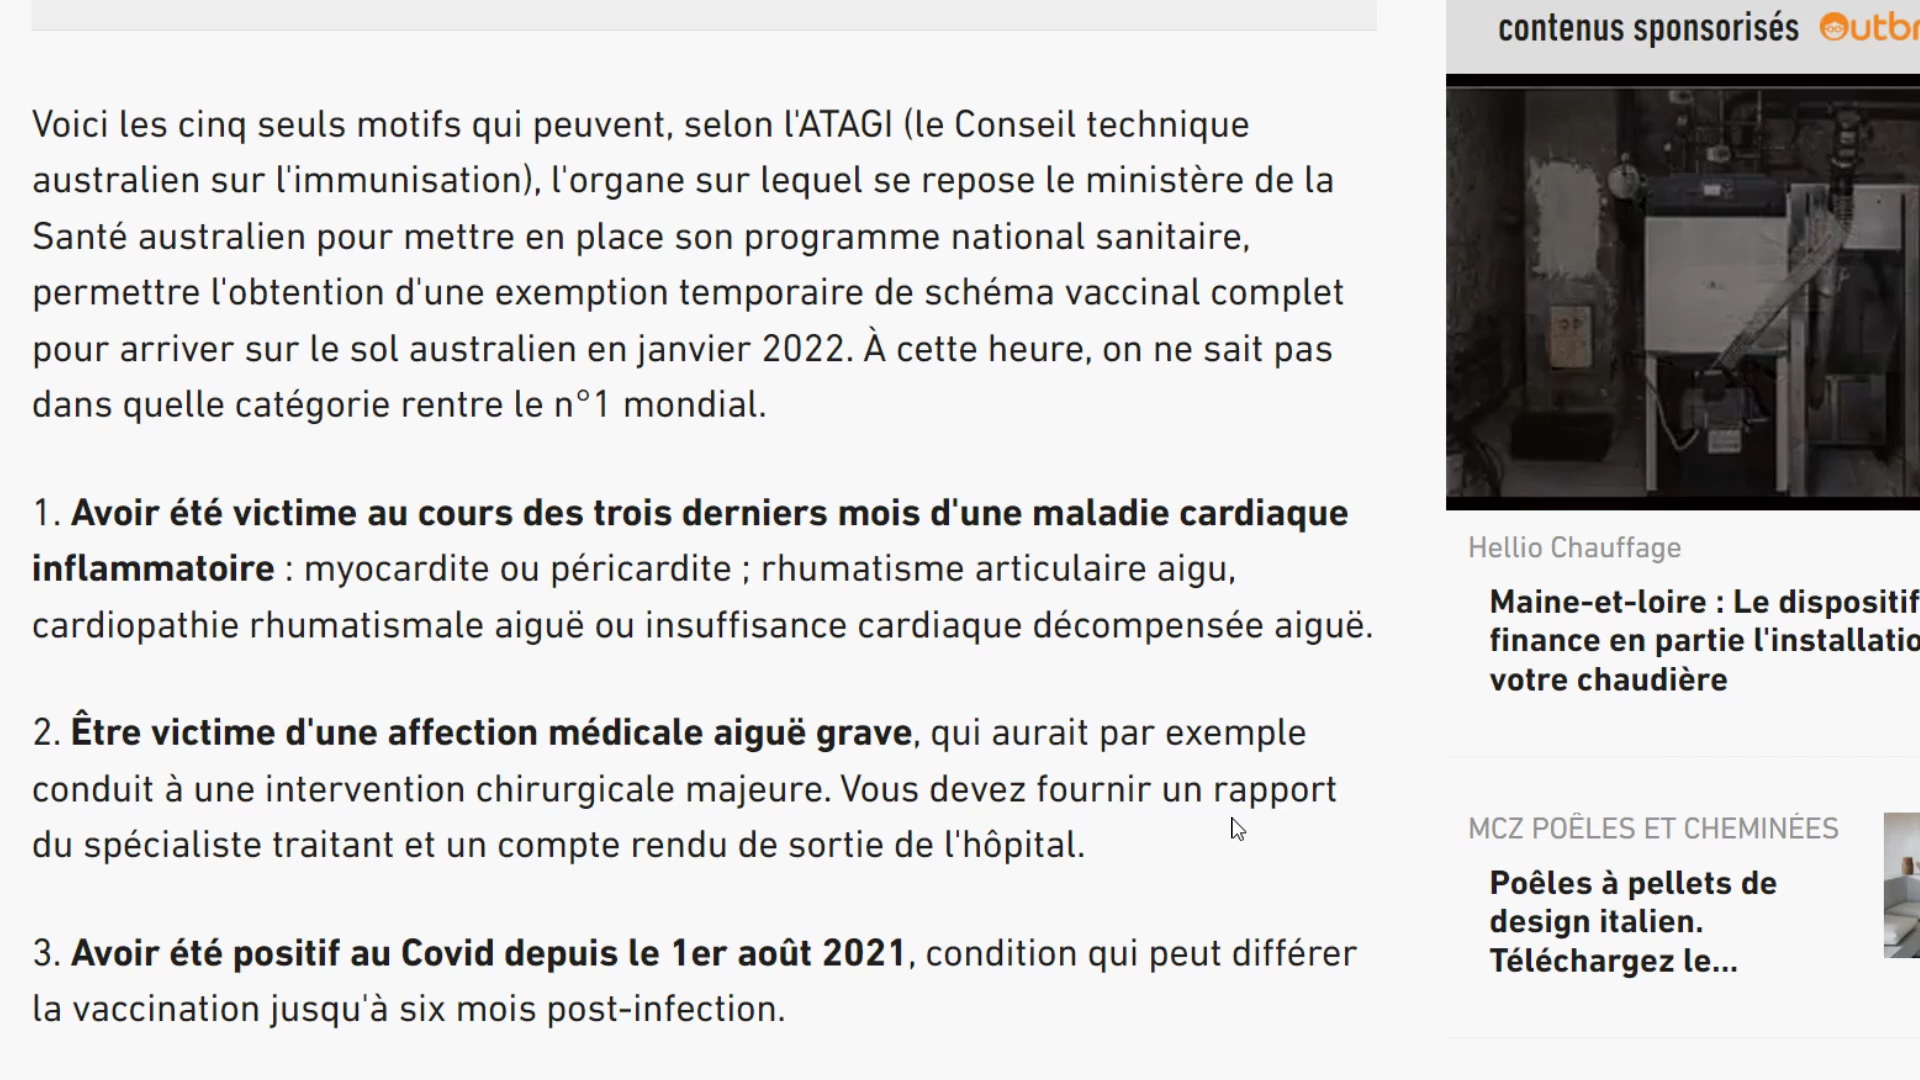 contenus sponsorisés
Voici les cinq seuls motifs qui peuvent, selon l'ATAGI (le Conseil technique
australien sur l'immunisation), l'organe sur lequel se repose le ministère de la
Santé australien pour mettre en place son programme national sanitaire,
permettre l'obtention d'une exemption temporaire de schéma vaccinal complet
pour arriver sur le sol australien en janvier 2022. À cette heure, on ne sait pas
dans quelle catégorie rentre le n°1 mondial.
1. Avoir été victime au cours des trois derniers mois d'une maladie cardiaque
inflammatoire : myocardite ou péricardite ; rhumatisme articulaire aigu,
cardiopathie rhumatismale aiguë ou insuffisance cardiaque décompensée aiguë.
2. Être victime d'une affection médicale aiguë grave, qui aurait par exemple
conduit à une intervention chirurgicale majeure. Vous devez fournir un rapport
du spécialiste traitant et un compte rendu de sortie de l'hôpital.
3. Avoir été positif au Covid depuis le 1er août 2021, condition qui peut différer
la vaccination jusqu'à six mois post-infection.
Hellio Chauffage
Maine-et-loire : Le dispositif
finance en partie l'installatio
votre chaudière
MCZ POÊLES ET CHEMINÉES
Poêles à pellets de
design italien.
Téléchargez le...